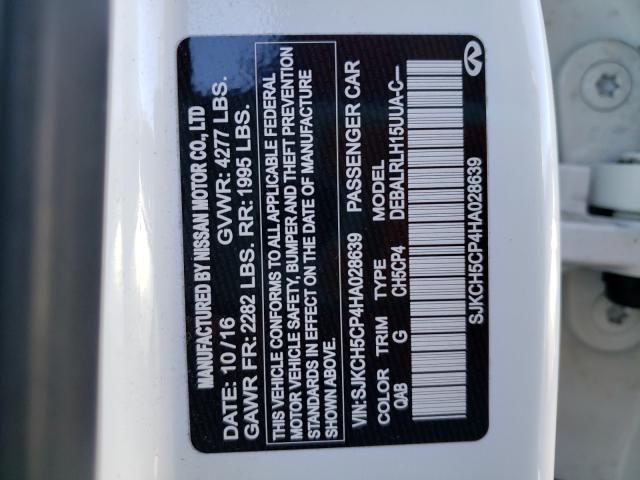 MANUFACTURED BY NISSAN MOTOR CO., LTD
DATE: 10/16 GVWR: 4277 LBS.
GAWR FR: 2282 LBS. RR: 1995 LBS.
THIS VEHICLE CONFORMS TO ALL APPLICABLE FEDERAL
MOTOR VEHICLE SAFETY, BUMPER AND THEFT PREVENTION
STANDARDS IN EFFECT ON THE DATE OF MANUFACTURE
SHOWN ABOVE.
VIN:SJKCH5CP4HA028639 PASSENGER CAR
COLOR TRIM TYPE MODEL
QAB G CH5CP4 DEBALRLH15UUA-C—
SJKCH5CP4HA028639